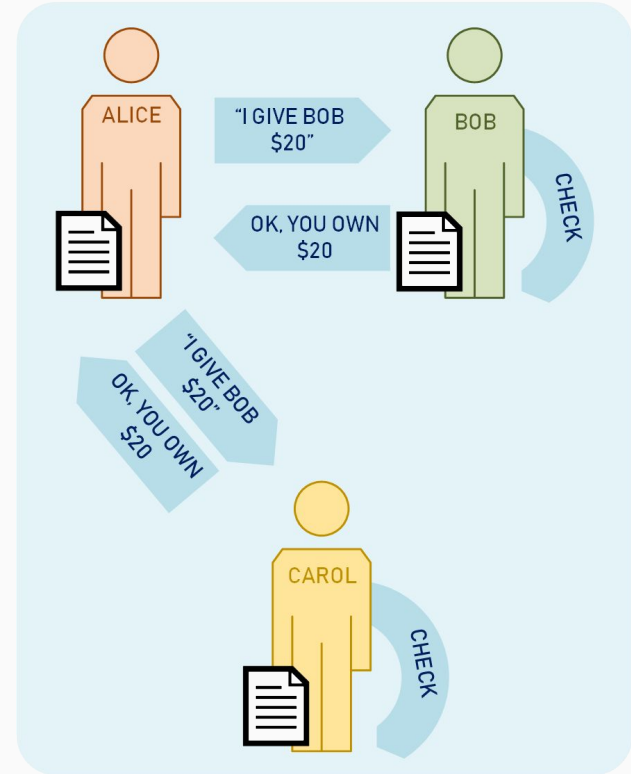 ALICE
“I GIVE BOB
$20”
BOB
OK, YOU OWN
$20
CHECK
“I GIVE BOB
$20”
OK, YOU OWN
$20
CAROL
CHECK